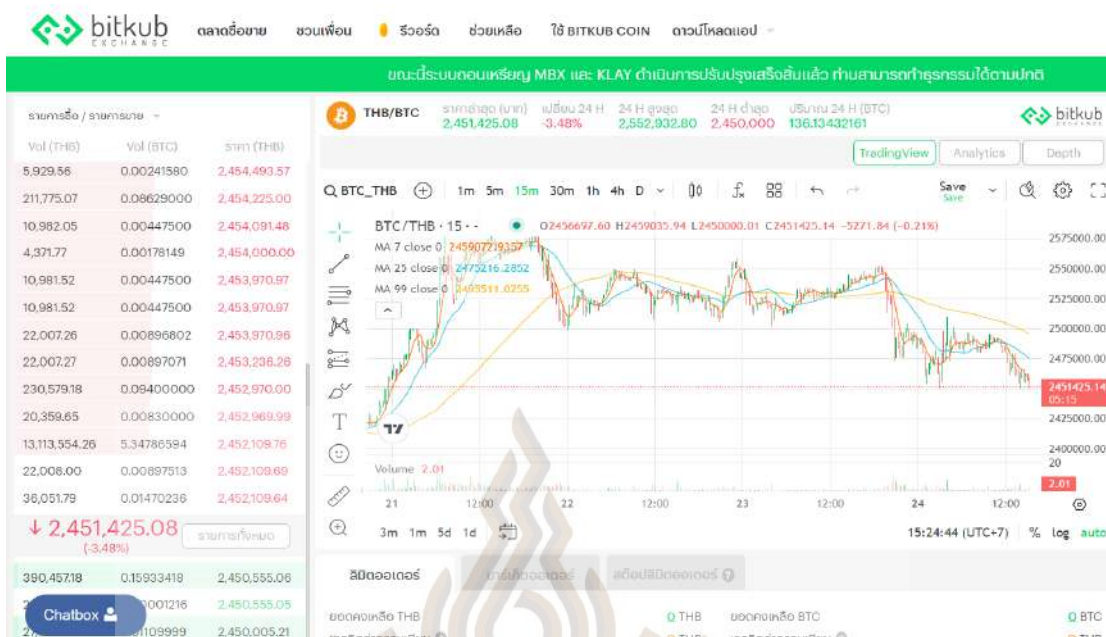 bitkub
EXCHANGE
ตลาดซื้อขาย ชวนเพื่อน รีวอร์ด ช่วยเหลือ ใช้ BITKUB COIN ดาวน์โหลดแอป
ขณะนี้ระบบถอนเหรียญ MBX และ KLAY ดำเนินการปรับปรุงเสร็จสิ้นแล้ว ท่านสามารถทำธุรกรรมได้ตามปกติ
รายการซื้อ / รายการขาย
Vol (THB) Vol (BTC) ราคา (THB)
5,929.56 0.00241580 2,454,493.57
211,775.07 0.08629000 2,454,225.00
10,982.05 0.00447500 2,454,091.48
4,371.77 0.00178149 2,454,000.00
10,981.52 0.00447500 2,453,970.97
10,981.52 0.00447500 2,453,970.97
22,007.26 0.00896802 2,453,970.96
22,007.27 0.00897071 2,453,236.26
230,579.18 0.09400000 2,452,970.00
20,359.65 0.00830000 2,452,969.99
13,113,554.26 5.34786594 2,452,109.76
22,008.00 0.00897513 2,452,109.69
36,051.79 0.01470236 2,452,109.64
↓ 2,451,425.08 รายการทั้งหมด
(-3.48%)
390,457.18 0.15933418 2,450,555.06
001216 2,450,555.05
Chatbox
1109999 2,450,005.21
THB/BTC
ราคาล่าสุด (บาท) เปลี่ยน 24 H 24 H สูงสุด 24 H ต่ำสุด ปริมาณ 24 H (BTC)
2,451,425.08 -3.48% 2,552,932.80 2,450,000 136.13432161
bitkub
EXCHANGE
TradingView Analytics Depth
BTC_THB 1m 5m 15m 30m 1h 4h D Save
Save
BTC/THB · 15 · · O2456697.60 H2459035.94 L2450000.01 C2451425.14 -5271.84 (-0.21%)
MA 7 close 0
MA 25 close 0 2475216.2852
MA 99 close 0
2575000.00
2550000.00
2525000.00
2500000.00
2475000.00
2451425.14
05:15
2425000.00
2400000.00
20
Volume 2.01
2.01
21 12:00 22 12:00 23 12:00 24 12:00
3m 1m 5d 1d 15:24:44 (UTC+7) % log auto
ลิมิตออเดอร์ มาร์เก็ตออเดอร์ สต๊อปลิมิตออเดอร์
ยอดคงเหลือ THB 0 THB ยอดคงเหลือ BTC 0 BTC